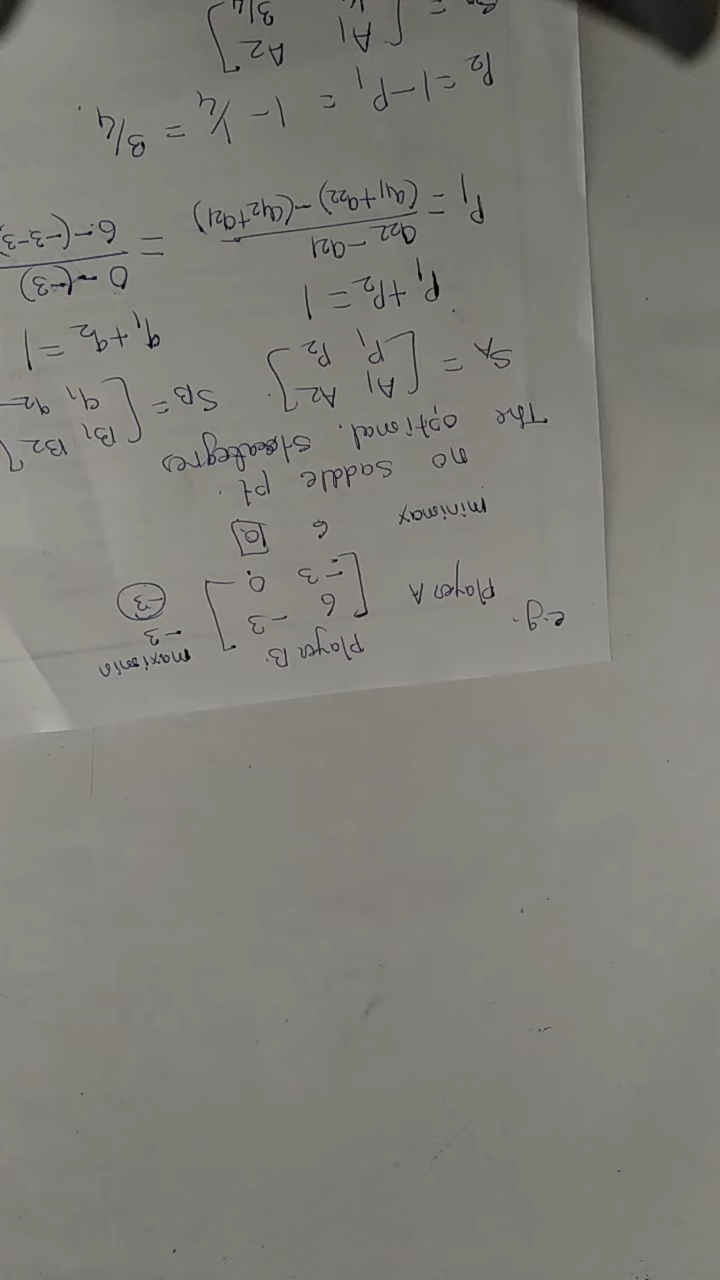 e.g. Player B. maximin
Player A [ 6 -3 ] -3
[ -3 0 ] -3
minimax 6 0
no saddle pt.
The optional. strategres
SA = [ A1 A2 ] SB = [ B1 B2 ]
[ P1 P2 ] [ q1 q2 ]
P1 + P2 = 1 q1 + q2 = 1
P1 = (a22 - a21) / ((a11 + a22) - (a12 + a21)) = 0 - (-3) / 6 - (-3-3)
P2 = 1 - P1 = 1 - 1/4 = 3/4.
= [ A1 A2 ]
3/4